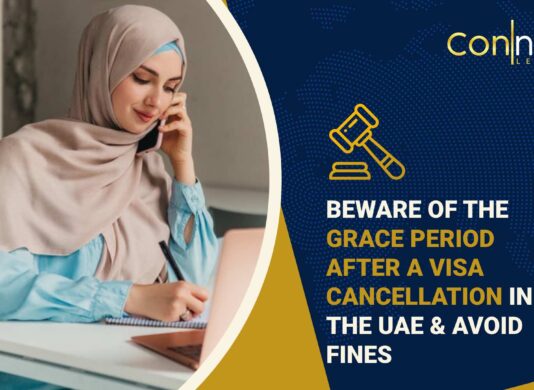 BEWARE OF THE
GRACE PERIOD
AFTER A VISA
CANCELLATION IN
THE UAE & AVOID
FINES